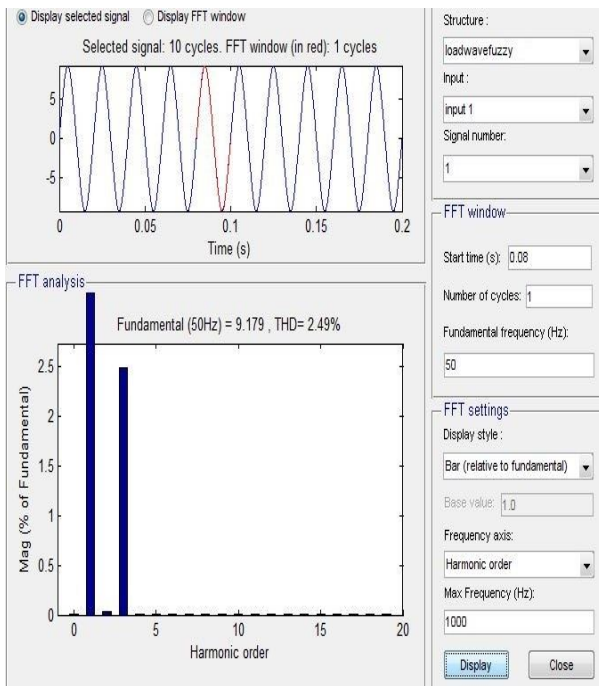 Display selected signal
Display FFT window
Selected signal: 10 cycles. FFT window (in red): 1 cycles
5
0
-5
0
0.05
0.1
0.15
0.2
Time (s)
FFT analysis
Fundamental (50Hz) = 9.179 , THD= 2.49%
2.5
2
1.5
1
0.5
0
Mag (% of Fundamental)
0
5
10
15
20
Harmonic order
Structure :
loadwavefuzzy
Input :
input 1
Signal number:
1
FFT window
Start time (s): 0.08
Number of cycles: 1
Fundamental frequency (Hz):
50
FFT settings
Display style :
Bar (relative to fundamental)
Base value: 1.0
Frequency axis:
Harmonic order
Max Frequency (Hz):
1000
Display
Close